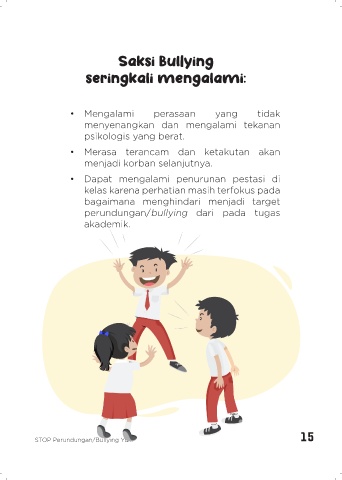 Saksi Bullying
seringkali mengalami:
• Mengalami perasaan yang tidak
menyenangkan dan mengalami tekanan
psikologis yang berat.
• Merasa terancam dan ketakutan akan
menjadi korban selanjutnya.
• Dapat mengalami penurunan pestasi di
kelas karena perhatian masih terfokus pada
bagaimana menghindari menjadi target
perundungan/bullying dari pada tugas
akademik.
STOP Perundungan/Bullying
15